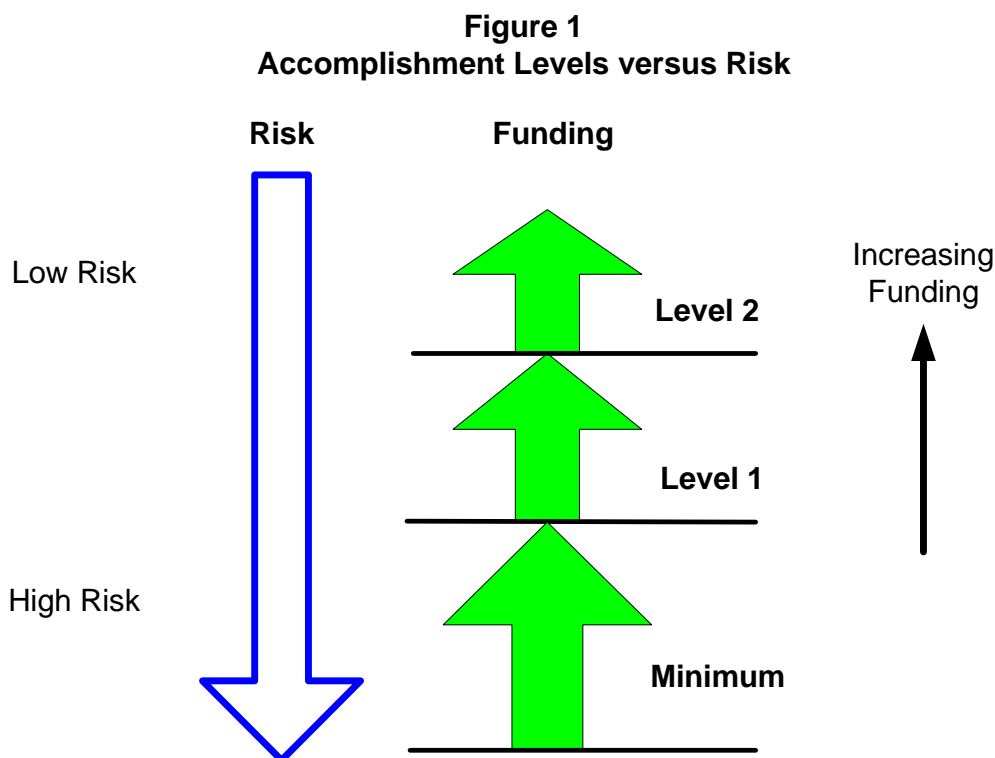 Figure 1
Accomplishment Levels versus Risk
Risk
Funding
Low Risk
Increasing
Funding
Level 2
Level 1
High Risk
Minimum